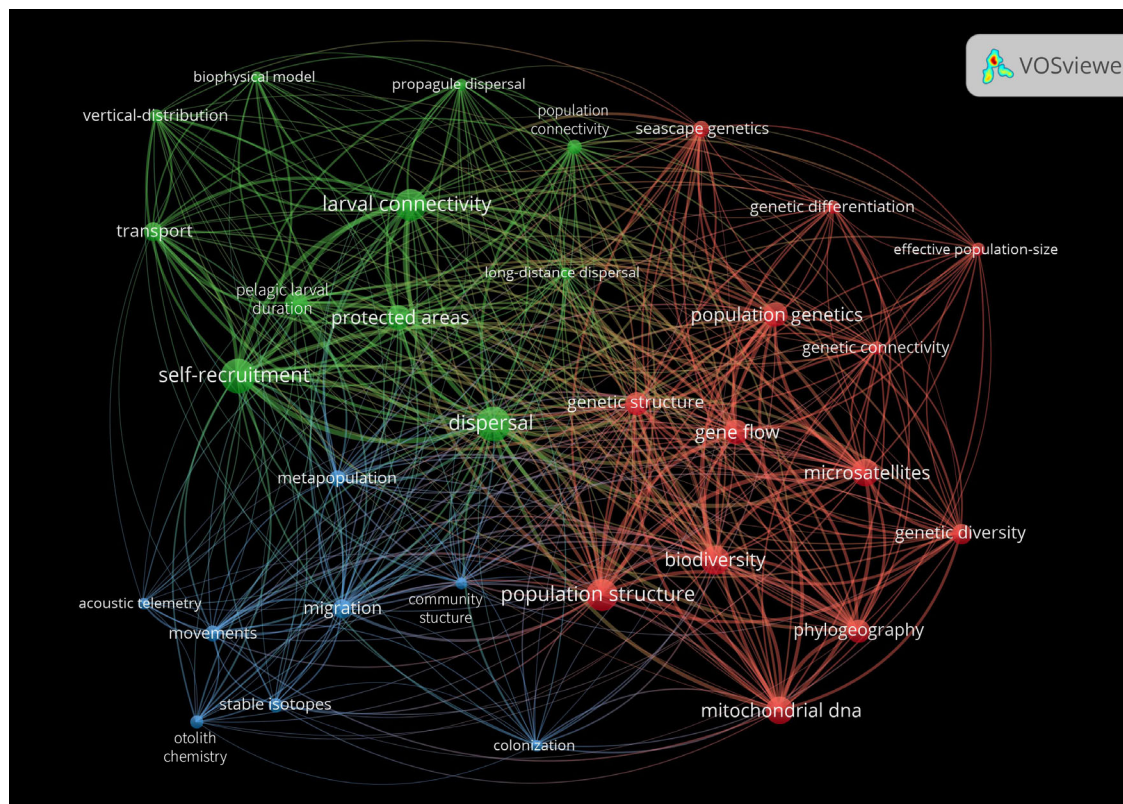 VOSviewe
biophysical model
propagule dispersal
vertical-distribution
population
connectivity
seascape genetics
larval connectivity
genetic differentiation
transport
effective population-size
long-distance dispersal
pelagic larval
duration
protected areas
population genetics
genetic connectivity
self-recruitment
genetic structure
dispersal
gene flow
metapopulation
microsatellites
genetic diversity
biodiversity
population structure
acoustic telemetry
migration
community
stucture
movements
phylogeography
stable isotopes
mitochondrial dna
otolith
chemistry
colonization